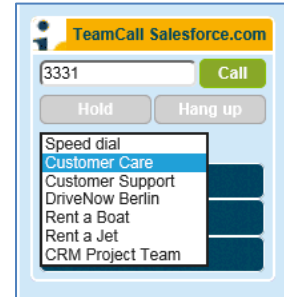 TeamCall Salesforce.com
3331 Call
Hold Hang up
Speed dial
Customer Care
Customer Support
DriveNow Berlin
Rent a Boat
Rent a Jet
CRM Project Team